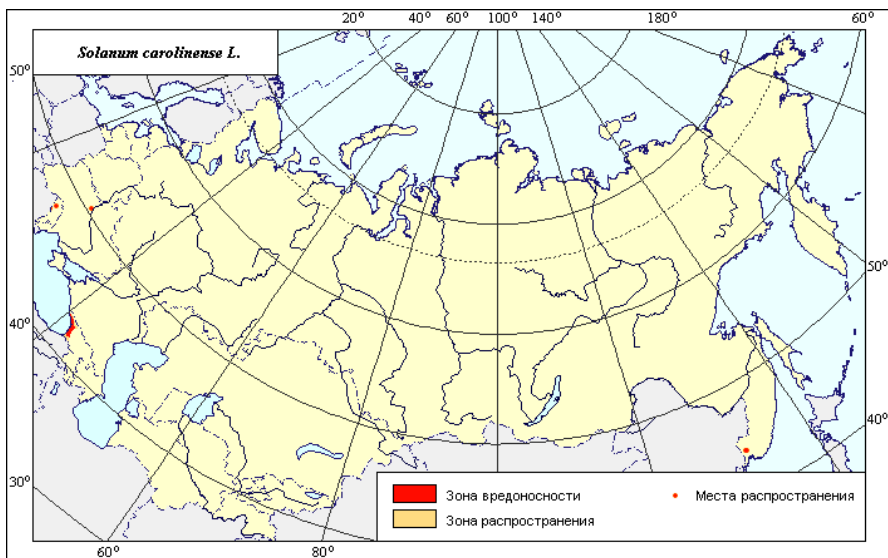 20° 40° 60° 100° 140° 180° 60°
Solanum carolinense L.
50°
50°
40°
40°
30°
Зона вредоносности
Места распространения
Зона распространения
60° 80°